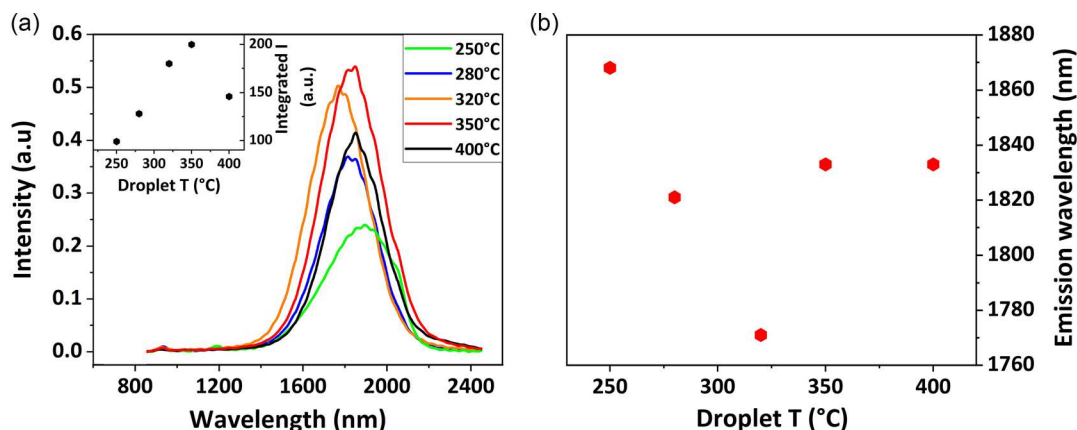 (a)
0.6
0.5
0.4
0.3
0.2
0.1
0.0
Intensity (a.u)
800 1200 1600 2000 2400
Wavelength (nm)
200
150
100
Integrated I
(a.u.)
250 300 350 400
Droplet T (°C)
250°C
280°C
320°C
350°C
400°C
(b)
1880
1860
1840
1820
1800
1780
1760
Emission wavelength (nm)
250 300 350 400
Droplet T (°C)